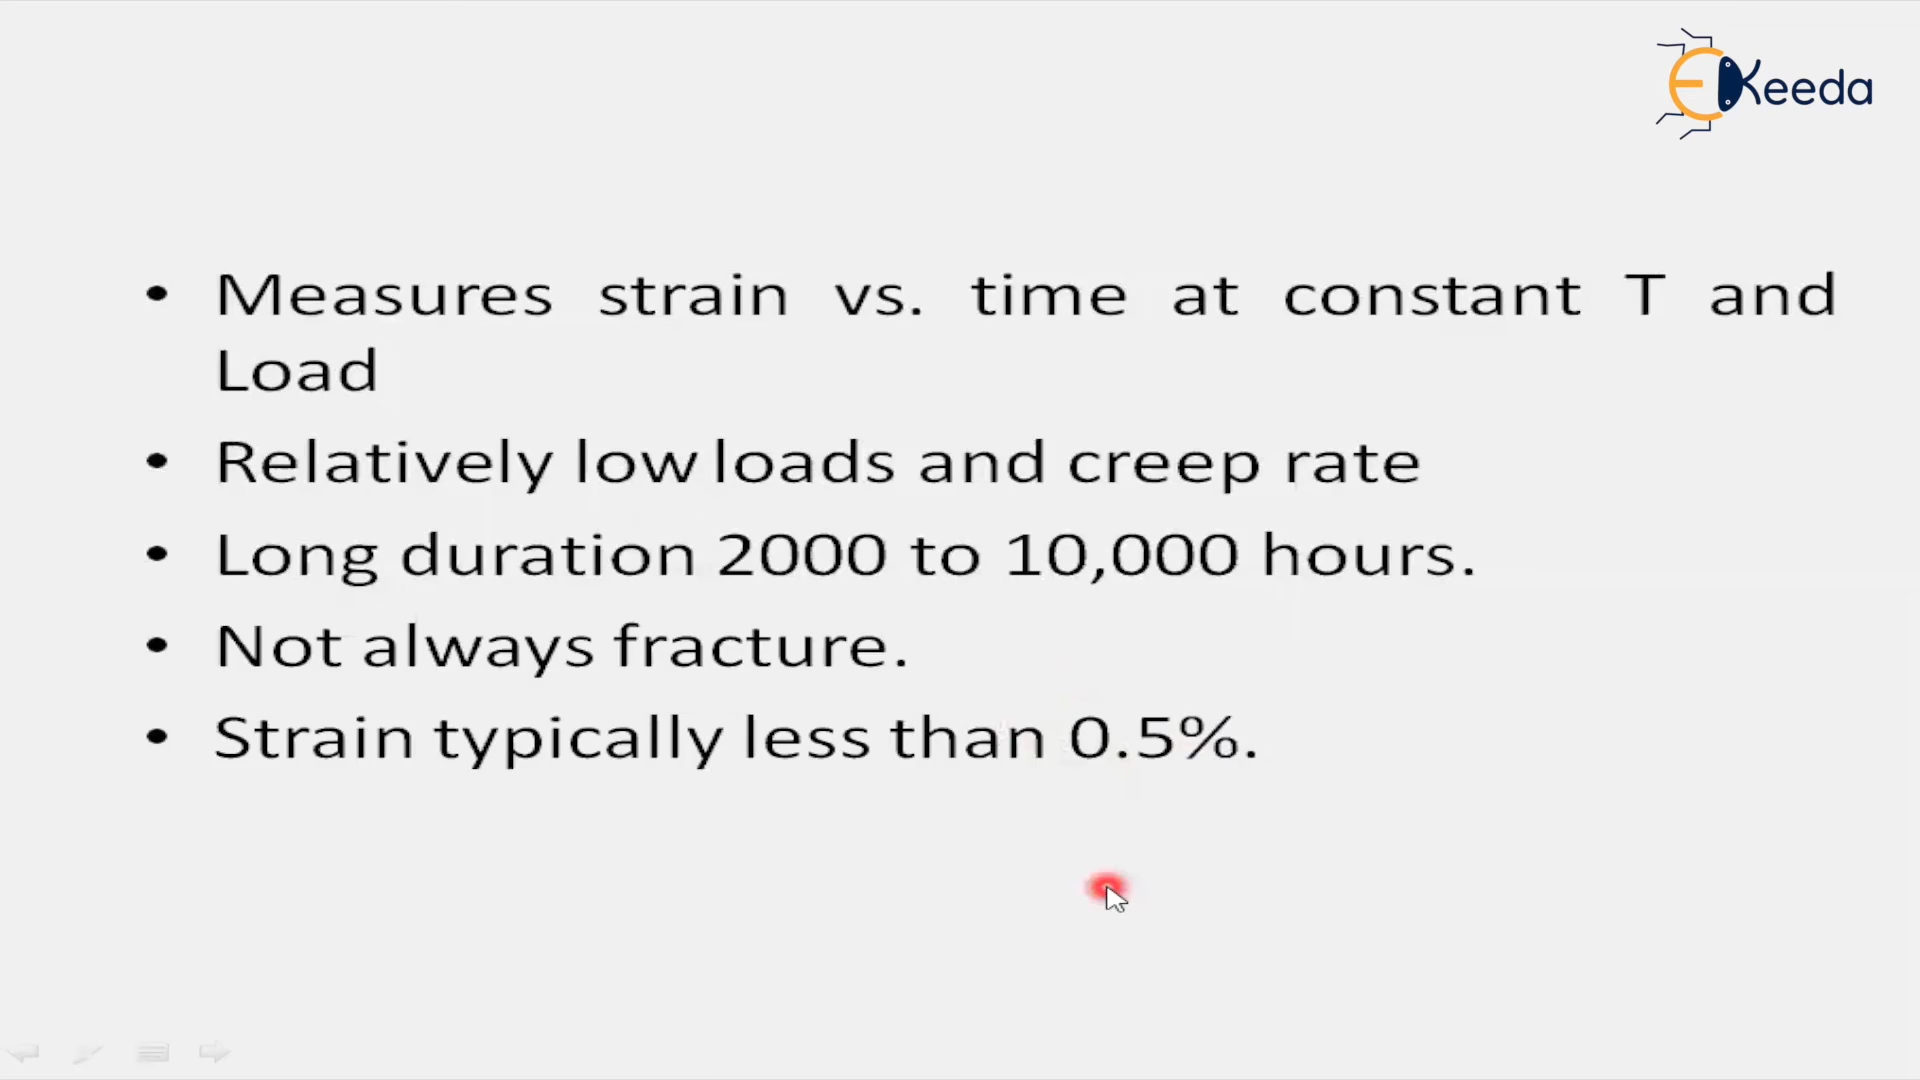 EKeeda
• Measures strain vs. time at constant T and
Load
• Relatively low loads and creep rate
• Long duration 2000 to 10,000 hours.
• Not always fracture.
• Strain typically less than 0.5%.